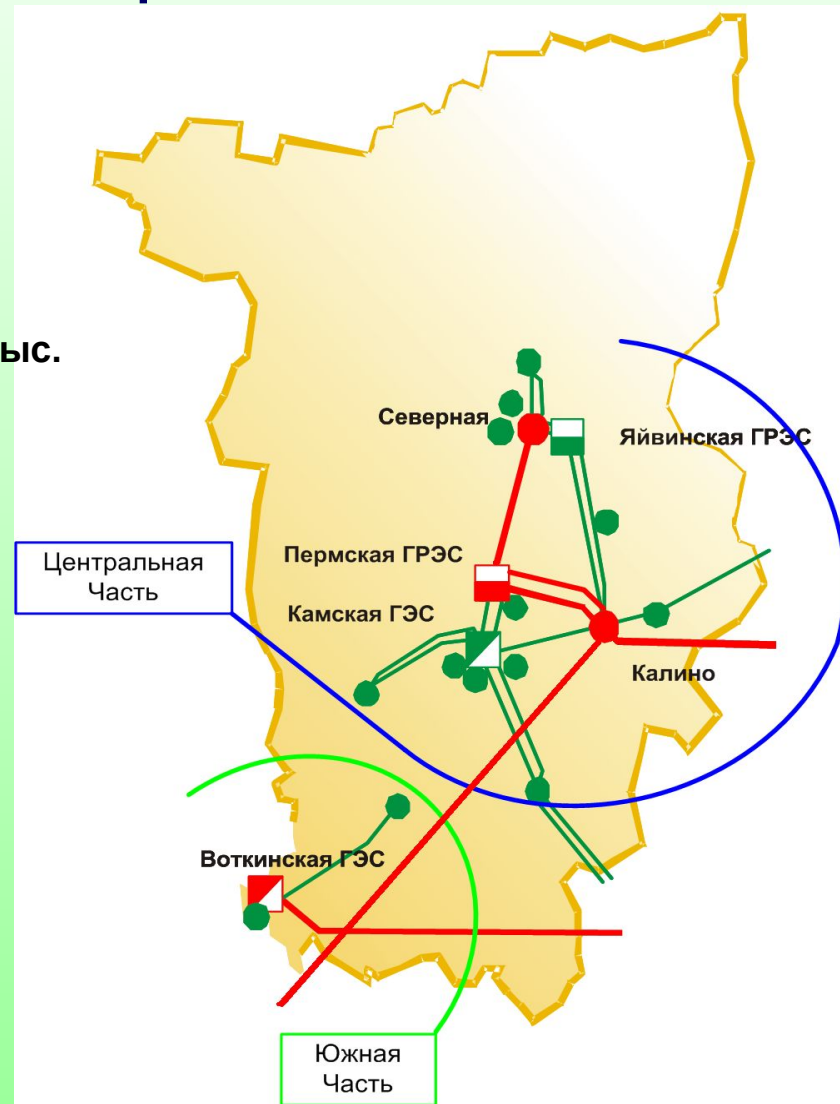 ыс.
Северная
Яйвинская ГРЭС
Центральная
Часть
Пермская ГРЭС
Камская ГЭС
Калино
Воткинская ГЭС
Южная
Часть